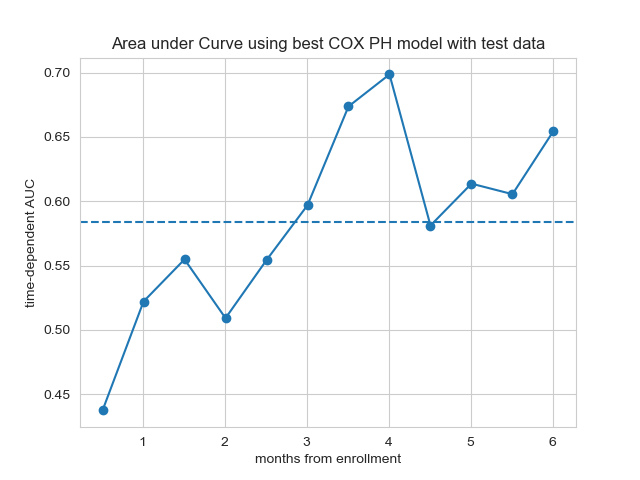 Area under Curve using best COX PH model with test data
time-dependent AUC
0.70
0.65
0.60
0.55
0.50
0.45
1 2 3 4 5 6
months from enrollment